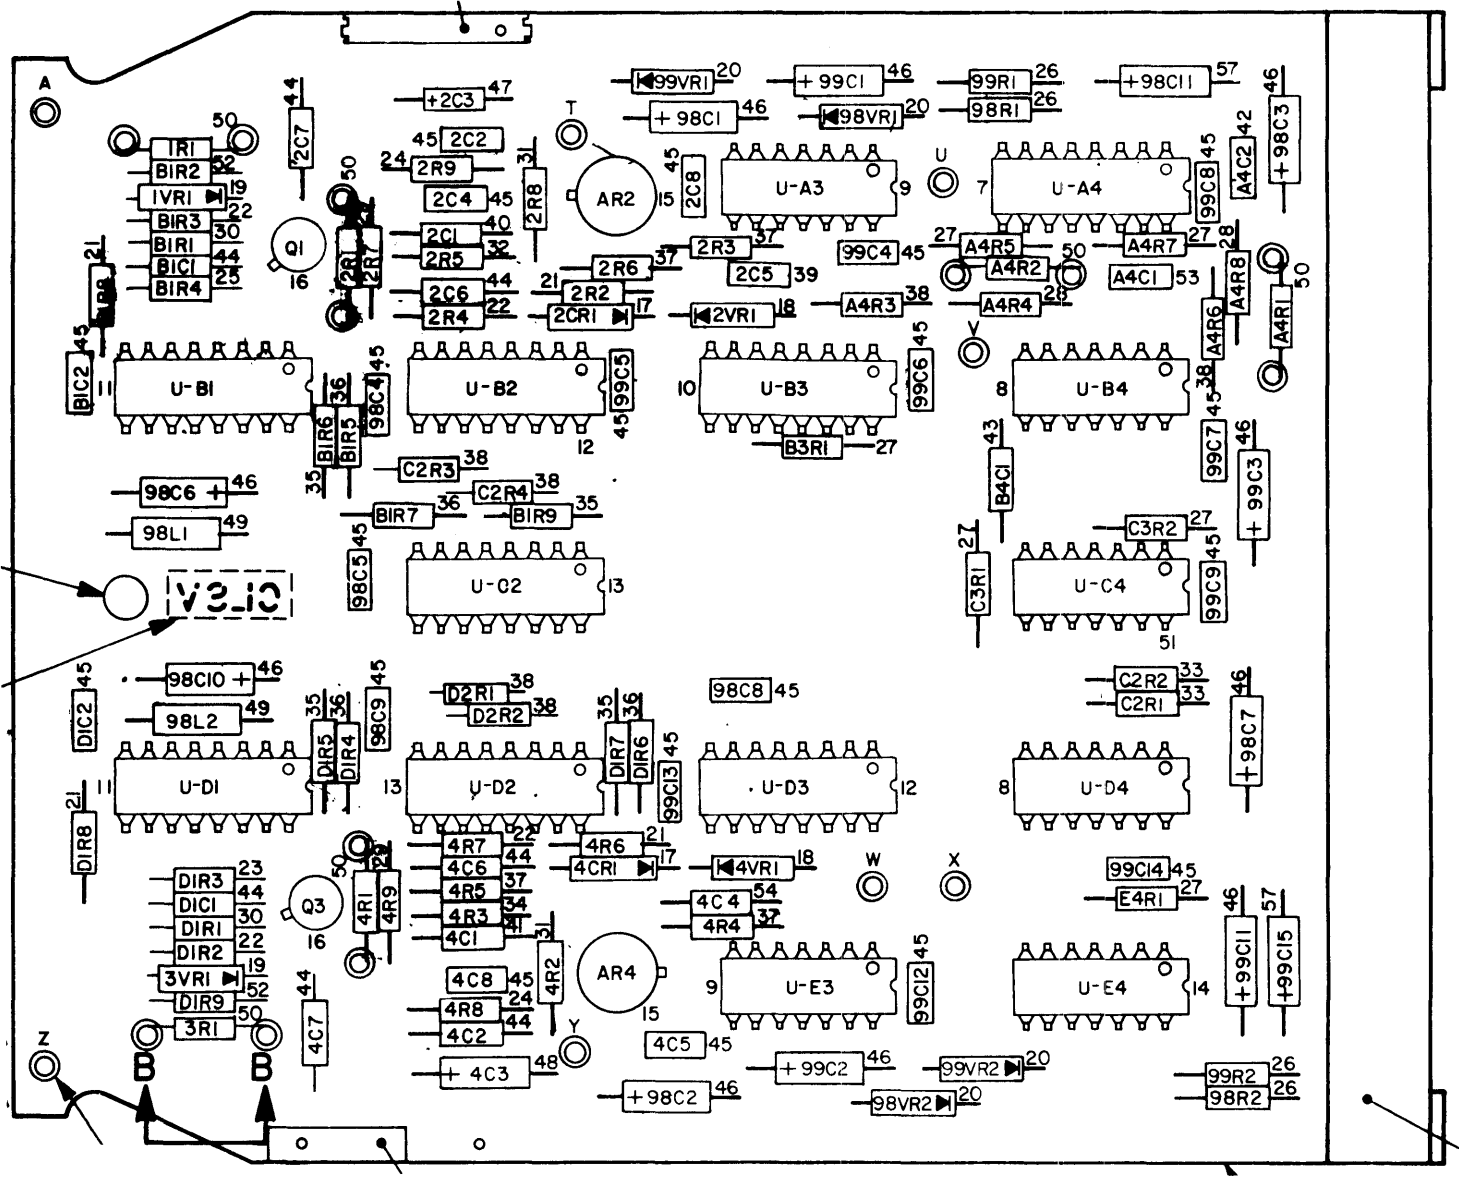 A
50
1R1
B1R2 52
1VR1 19
B1R3 22
B1R1 30
B1C1 44
B1R4 25
21
1R8
44
2C7
Q1
16
50
2R1
2R7
+2C3 47
45 2C2
24 2R9
2C4 45
2C1 40
2R5 32
2C6 44
2R4 22
31
2R8
T
AR2 15
2R6 37
21 2R2
2CR1 17
99VR1 20
+98C1 46
45
2C8
+99C1 46
98VR1 20
U-A3 9
2R3 37
2C5 39
2VR1 18
99C4 45
A4R3 38
99R1 26
98R1 26
+98C11 57
U
7 U-A4
45
99C8
42
A4C2
46
+98C3
27 A4R5
A4R2 50
A4R7 27
A4C1 53
A4R4 28
28
A4R8
A4R6
38
50
A4R1
V
45
B1C2
11 U-B1
36
45
98C4
B1R6
35
B1R5
U-B2
12
99C5
45
10 U-B3
45
99C6
B3R1 27
8 U-B4
45
99C7
46
+99C3
43
B4C1
98C6+ 46
98L1 49
C2R3 38
C2R4 38
B1R7 36
B1R9 35
45
98C5
U-C2 13
27
C3R1
C3R2 27
U-C4
51
45
99C9
VS_IO
98C10+ 46
98L2 49
45
D1C2
11 U-D1
21
D1R8
35
D1R5
36
D1R4
45
98C9
D2R1 38
D2R2 38
13 U-D2
35
D1R7
36
D1R6
45
99C13
98C8 45
U-D3 12
C2R2 33
C2R1 33
46
+98C7
8 U-D4
D1R3 23
D1C1 44
D1R1 30
D1R2 22
3VR1 19
D1R9 52
3R1 50
Q3
16
50
4R1
29
4R9
44
4C7
4R7 22
4C6 44
4R5 37
4R3 34
4C1 41
4C8 45
4R8 24
4C2 44
+4C3 48
4R6 21
4CR1 17
31
4R2
AR4
15
Y
4VR1 18
4C4 54
4R4 37
W
X
9 U-E3
45
99C12
4C5 45
+99C2 46
+98C2 46
99VR2 20
98VR2 20
99C14 45
E4R1 27
U-E4 14
46
+99C11
57
+99C15
99R2 26
98R2 26
Z
B B